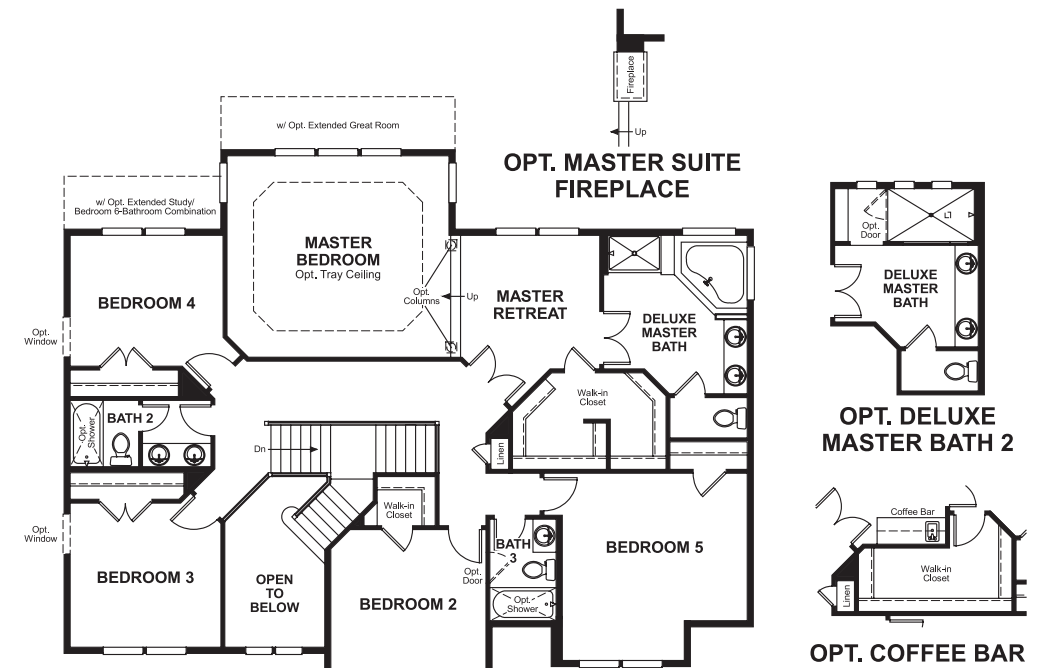 Fireplace
Up
OPT. MASTER SUITE
FIREPLACE
w/ Opt. Extended Great Room
w/ Opt. Extended Study/
Bedroom 6-Bathroom Combination
MASTER
BEDROOM
Opt. Tray Ceiling
Opt.
Columns
Up
MASTER
RETREAT
DELUXE
MASTER
BATH
BEDROOM 4
Opt.
Window
Walk-in
Closet
BATH 2
Opt.
Shower
Dn
Linen
Walk-in
Closet
Opt.
Window
BEDROOM 3
OPEN
TO
BELOW
BEDROOM 2
Opt.
Door
BATH
3
Opt.
Shower
BEDROOM 5
Opt.
Door
DELUXE
MASTER
BATH
OPT. DELUXE
MASTER BATH 2
Coffee Bar
Walk-in
Closet
Linen
OPT. COFFEE BAR